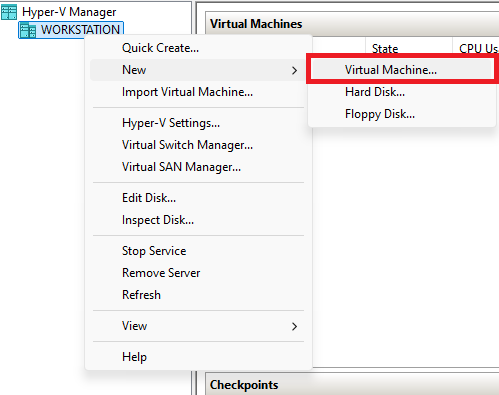 Hyper-V Manager
WORKSTATION
Virtual Machines
State
CPU Us
Quick Create...
New
Import Virtual Machine...
Hyper-V Settings...
Virtual Switch Manager...
Virtual SAN Manager...
Edit Disk...
Inspect Disk...
Stop Service
Remove Server
Refresh
View
Help
Virtual Machine...
Hard Disk...
Floppy Disk...
Checkpoints